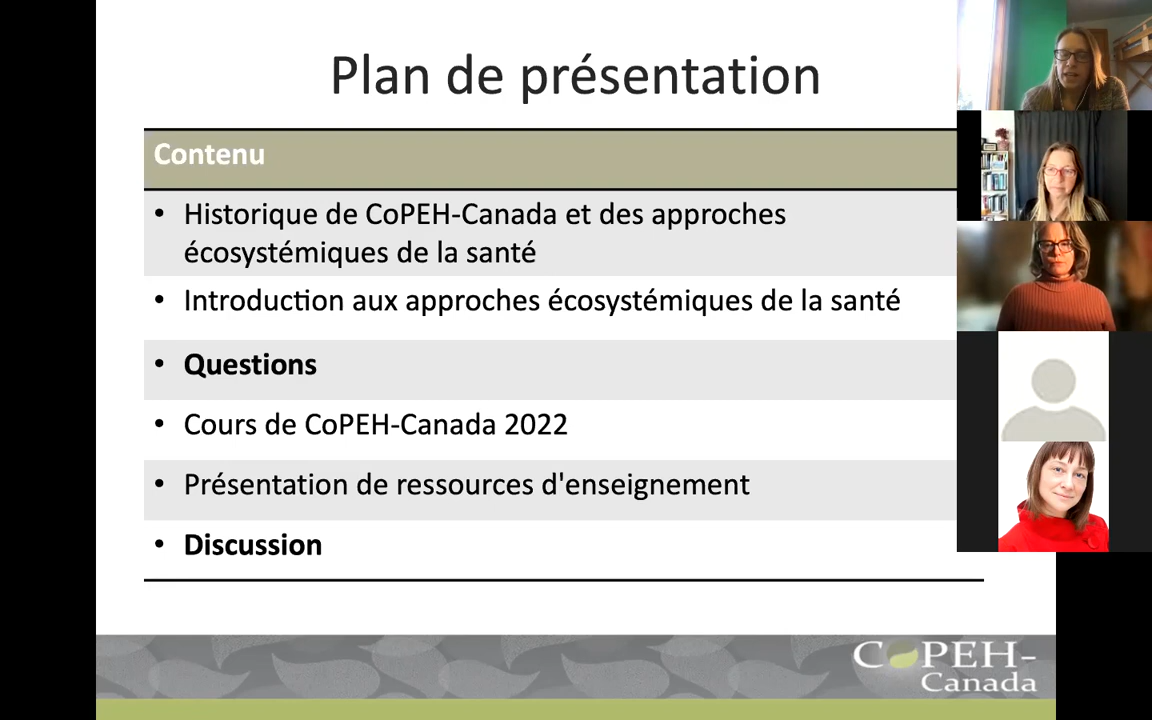 Plan de présentation
Contenu
• Historique de CoPEH-Canada et des approches
écosystémiques de la santé
• Introduction aux approches écosystémiques de la santé
• Questions
• Cours de CoPEH-Canada 2022
• Présentation de ressources d'enseignement
• Discussion
CoPEH-
Canada